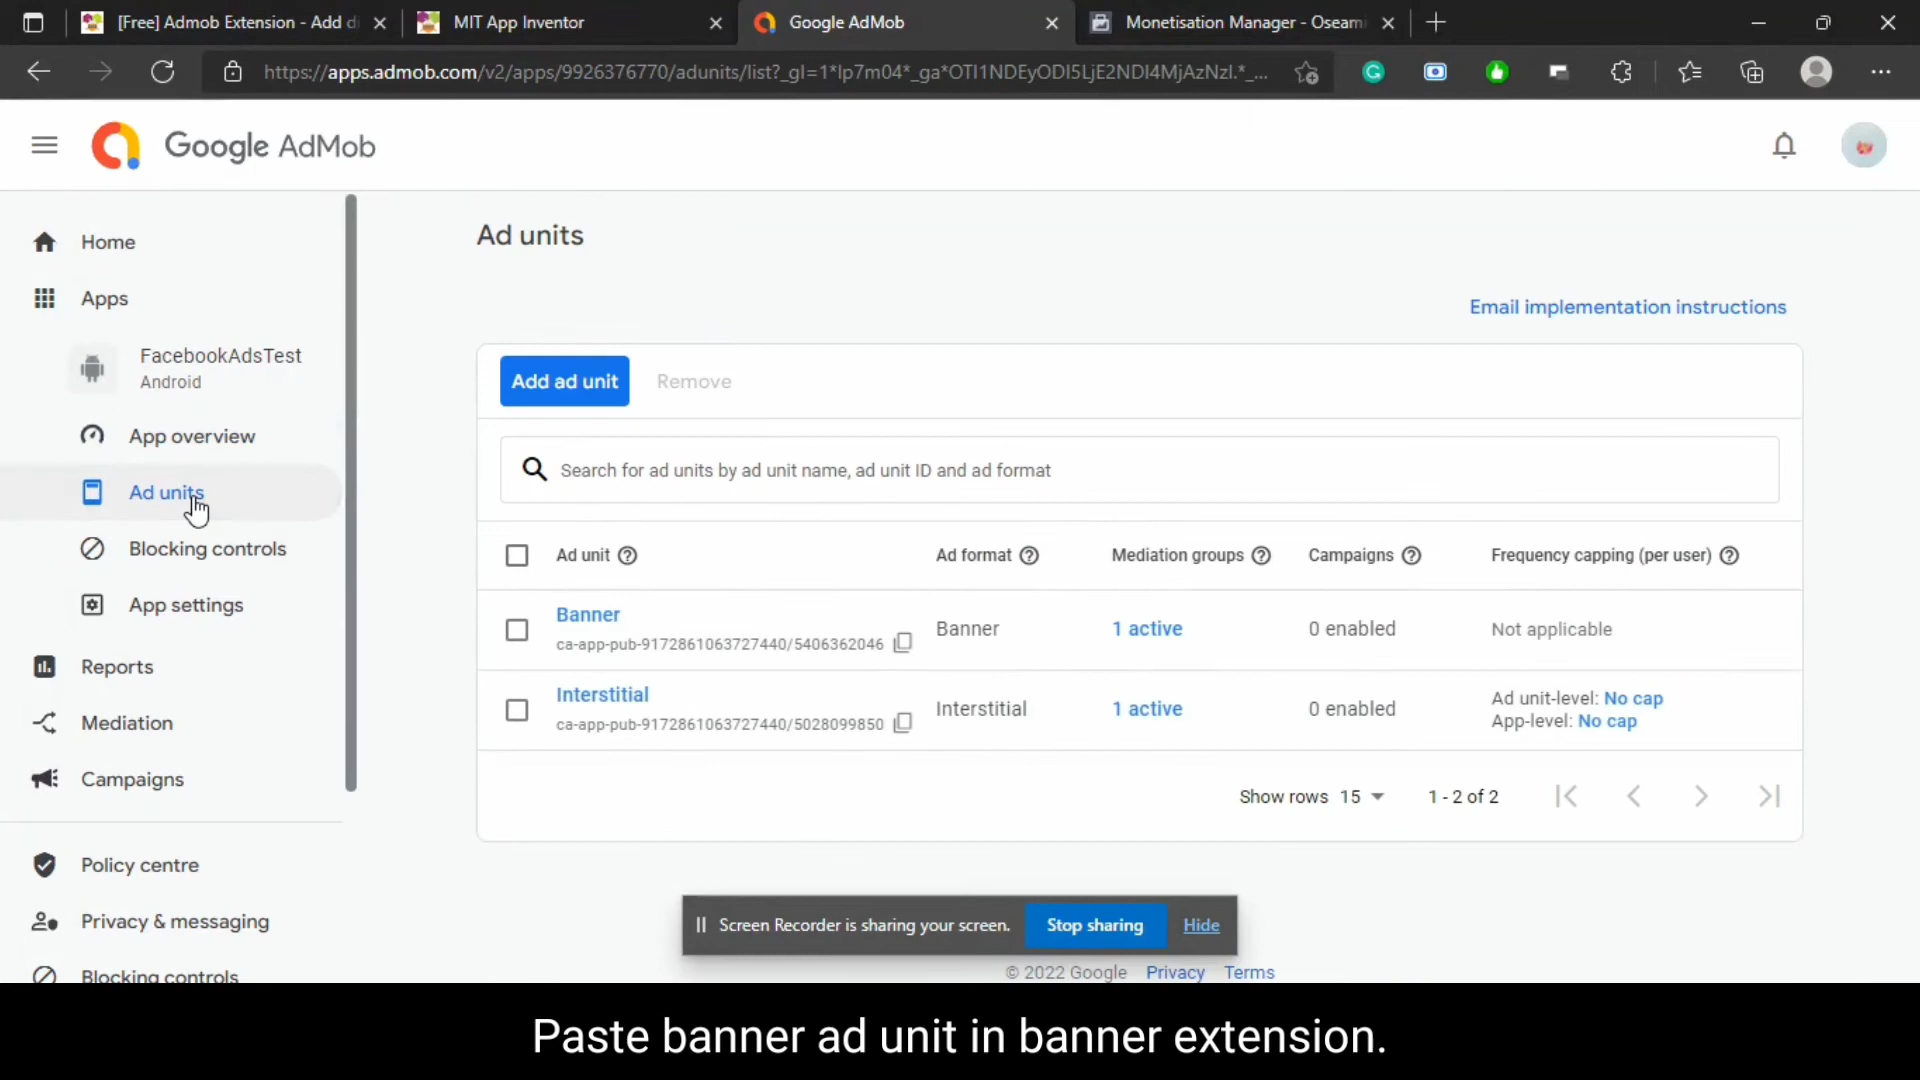 [Free] Admob Extension - Add di
MIT App Inventor
Google AdMob
Monetisation Manager - Oseam
https://apps.admob.com/v2/apps/9926376770/adunits/list?_gl=1*lp7m04*_ga*OTI1NDEyODI5LjE2NDI4MjAzNzI.*_...
Google AdMob
Home
Apps
FacebookAdsTest
Android
App overview
Ad units
Blocking controls
App settings
Reports
Mediation
Campaigns
Policy centre
Privacy & messaging
Blocking controls
Ad units
Email implementation instructions
Add ad unit Remove
Search for ad units by ad unit name, ad unit ID and ad format
Ad unit Ad format Mediation groups Campaigns Frequency capping (per user)
Banner
ca-app-pub-9172861063727440/5406362046
Banner 1 active 0 enabled Not applicable
Interstitial
ca-app-pub-9172861063727440/5028099850
Interstitial 1 active 0 enabled
Ad unit-level: No cap
App-level: No cap
Show rows 15 1 - 2 of 2
Screen Recorder is sharing your screen. Stop sharing Hide
© 2022 Google Privacy Terms
Paste banner ad unit in banner extension.